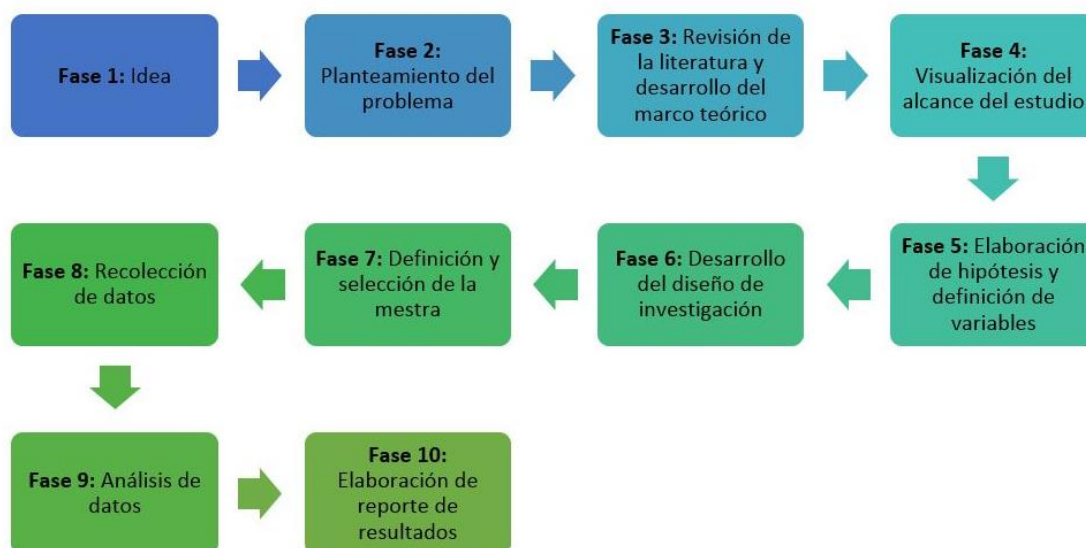 Fase 1: Idea
Fase 2:
Planteamiento del
problema
Fase 3: Revisión de
la literatura y
desarrollo del
marco teórico
Fase 4:
Visualización del
alcance del estudio
Fase 5: Elaboración
de hipótesis y
definición de
variables
Fase 6: Desarrollo
del diseño de
investigación
Fase 7: Definición y
selección de la
mestra
Fase 8: Recolección
de datos
Fase 9: Análisis de
datos
Fase 10:
Elaboración de
reporte de
resultados